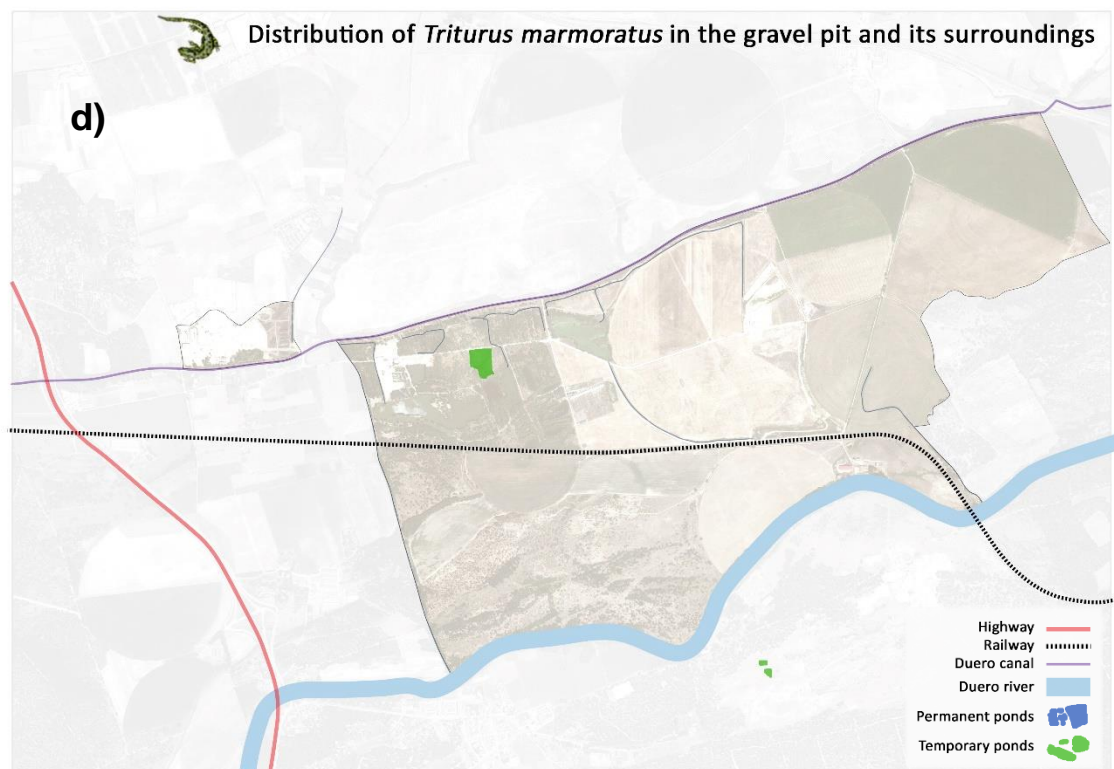 Distribution of Triturus marmoratus in the gravel pit and its surroundings
d)
Highway
Railway
Duero canal
Duero river
Permanent ponds
Temporary ponds